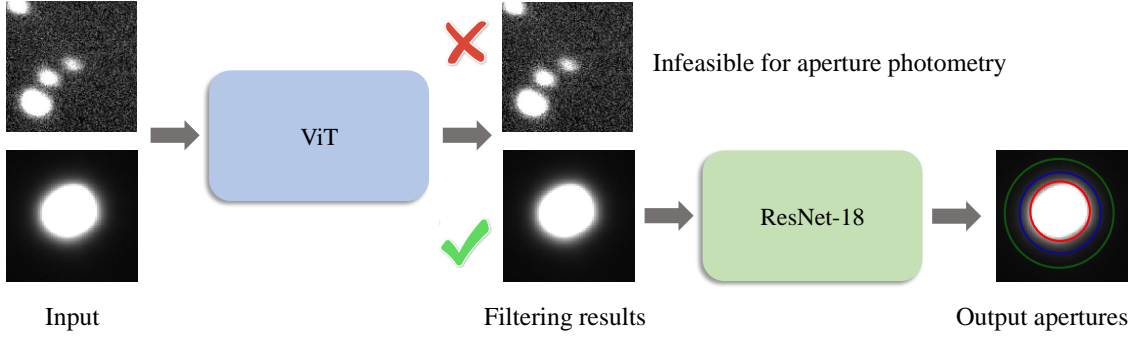 Infeasible for aperture photometry
ViT
ResNet-18
Input
Filtering results
Output apertures